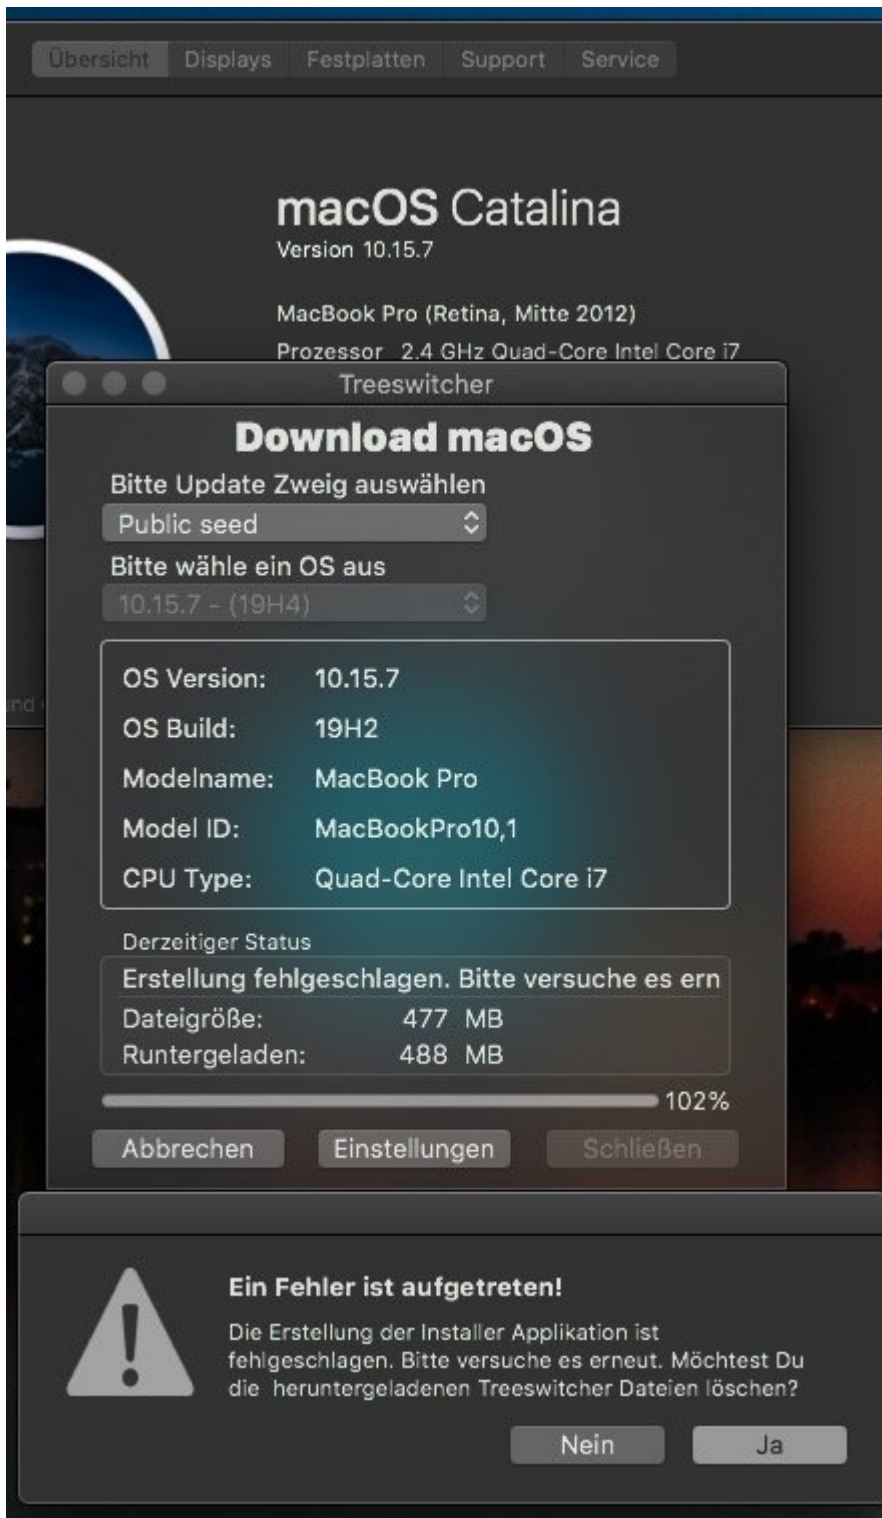 Übersicht Displays Festplatten Support Service
macOS Catalina
Version 10.15.7
MacBook Pro (Retina, Mitte 2012)
Prozessor 2.4 GHz Quad-Core Intel Core i7
Treeswitcher
Download macOS
Bitte Update Zweig auswählen
Public seed
Bitte wähle ein OS aus
10.15.7 - (19H4)
OS Version: 10.15.7
nd
OS Build: 19H2
Modelname: MacBook Pro
Model ID: MacBookPro10,1
CPU Type: Quad-Core Intel Core i7
Derzeitiger Status
Erstellung fehlgeschlagen. Bitte versuche es ern
Dateigröße: 477 MB
Runtergeladen: 488 MB
102%
Abbrechen Einstellungen Schließen
Ein Fehler ist aufgetreten!
Die Erstellung der Installer Applikation ist
fehlgeschlagen. Bitte versuche es erneut. Möchtest Du
die heruntergeladenen Treeswitcher Dateien löschen?
Nein Ja